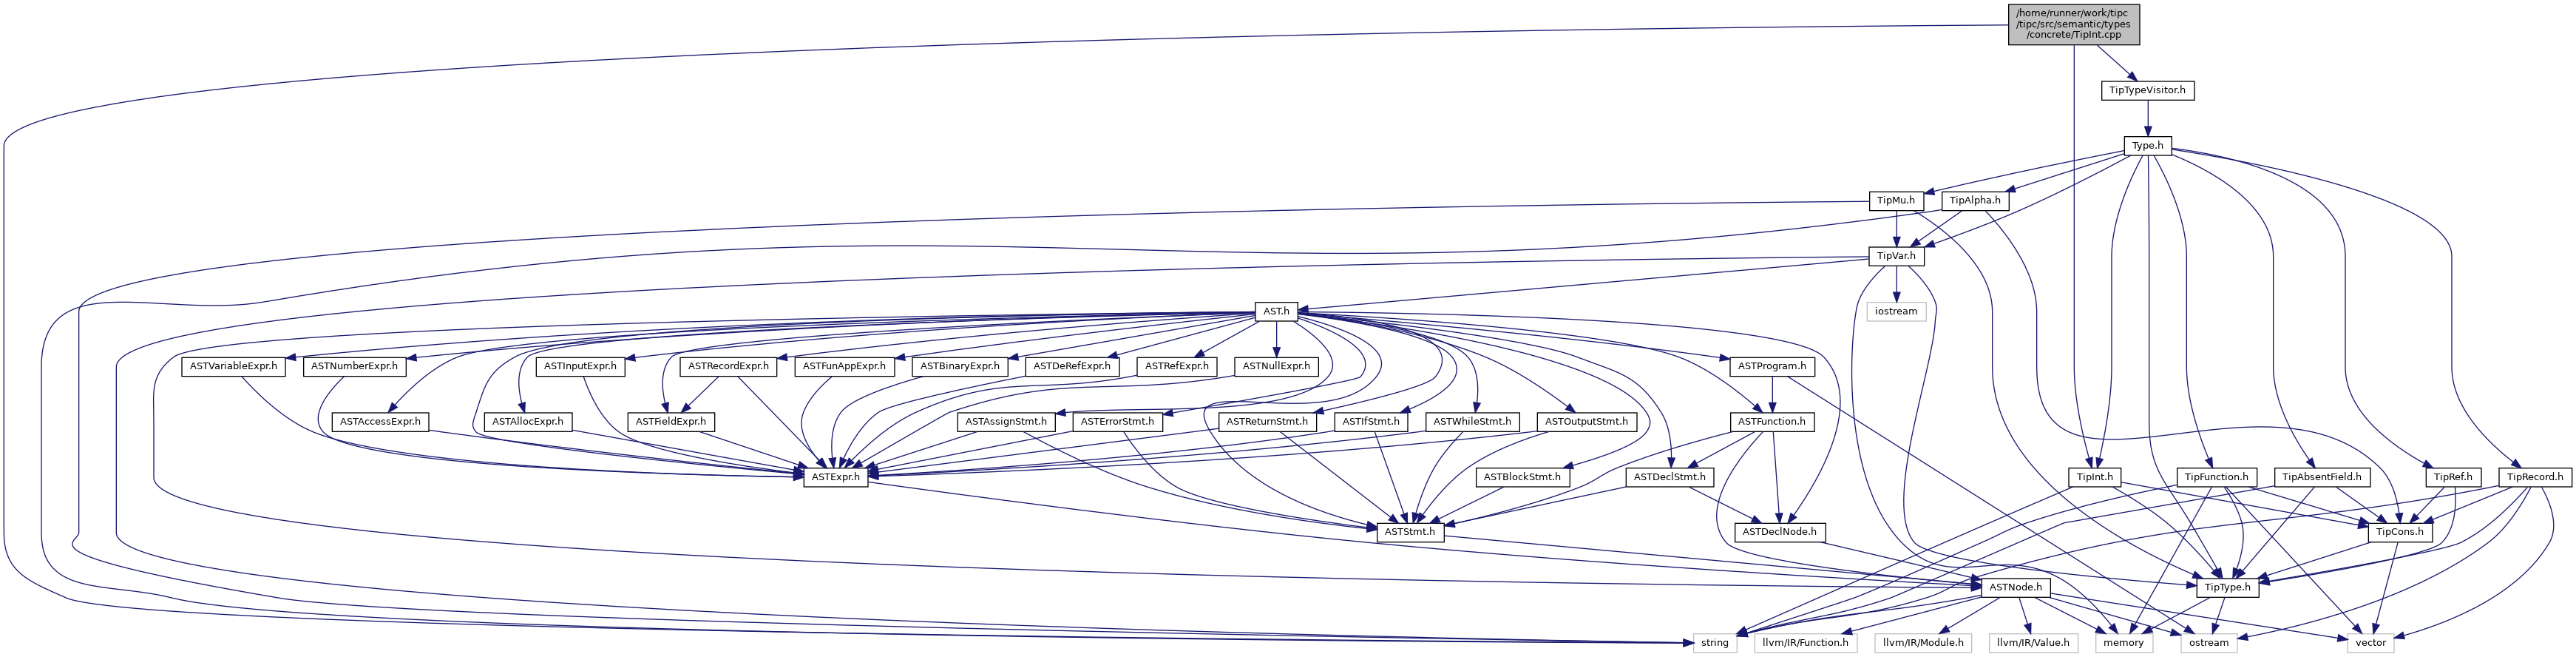 /home/runner/work/tipc
/tipc/src/semantic/types
/concrete/TipInt.cpp
TipTypeVisitor.h
Type.h
TipMu.h
TipAlpha.h
TipVar.h
AST.h
iostream
ASTVariableExpr.h
ASTNumberExpr.h
ASTInputExpr.h
ASTRecordExpr.h
ASTFunAppExpr.h
ASTBinaryExpr.h
ASTDeRefExpr.h
ASTRefExpr.h
ASTNullExpr.h
ASTProgram.h
ASTAccessExpr.h
ASTAllocExpr.h
ASTFieldExpr.h
ASTAssignStmt.h
ASTErrorStmt.h
ASTReturnStmt.h
ASTIfStmt.h
ASTWhileStmt.h
ASTOutputStmt.h
ASTFunction.h
ASTExpr.h
ASTBlockStmt.h
ASTDeclStmt.h
TipInt.h
TipFunction.h
TipAbsentField.h
TipRef.h
TipRecord.h
ASTStmt.h
ASTDeclNode.h
TipCons.h
ASTNode.h
TipType.h
string
llvm/IR/Function.h
llvm/IR/Module.h
llvm/IR/Value.h
memory
ostream
vector